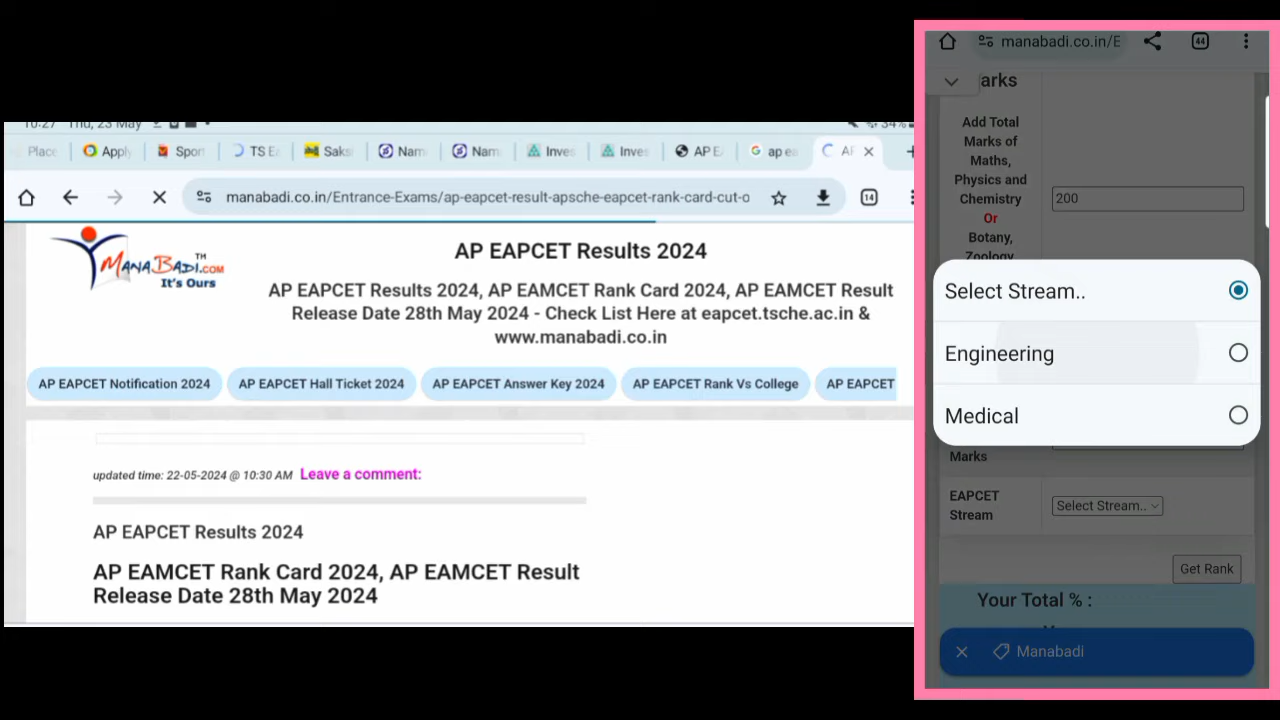 10:27 Thu, 23 May
34%
Place
Apply
Spor
TS E
Saks
Nam
Nam
Inves
Inve
AP E
ap ea
AF
manabadi.co.in/Entrance-Exams/ap-eapcet-result-apsche-eapcet-rank-card-cut-o
14
MANABADI.COM
TM
It's Ours
AP EAPCET Results 2024
AP EAPCET Results 2024, AP EAMCET Rank Card 2024, AP EAMCET Result
Release Date 28th May 2024 - Check List Here at eapcet.tsche.ac.in &
www.manabadi.co.in
AP EAPCET Notification 2024
AP EAPCET Hall Ticket 2024
AP EAPCET Answer Key 2024
AP EAPCET Rank Vs College
AP EAPCET
updated time: 22-05-2024 @ 10:30 AM Leave a comment:
AP EAPCET Results 2024
AP EAMCET Rank Card 2024, AP EAMCET Result
Release Date 28th May 2024
manabadi.co.in/E
44
arks
Add Total
Marks of
Maths,
Physics and
Chemistry
Or
Botany,
Zoology
200
Select Stream..
Engineering
Medical
Marks
EAPCET
Stream
Select Stream..
Get Rank
Your Total % :
Manabadi